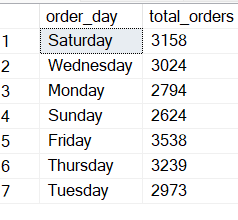 order_day total_orders
1 Saturday 3158
2 Wednesday 3024
3 Monday 2794
4 Sunday 2624
5 Friday 3538
6 Thursday 3239
7 Tuesday 2973